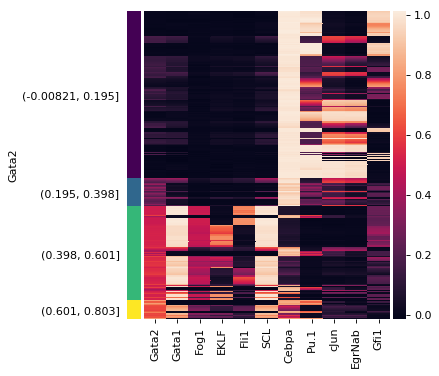 (-0.00821, 0.195]
(0.195, 0.398]
(0.398, 0.601]
(0.601, 0.803]
Gata2
Gata2
Gata1
Fog1
EKLF
Fli1
SCL
Cebpa
Pu.1
cJun
EgrNab
Gfi1
1.0
0.8
0.6
0.4
0.2
0.0